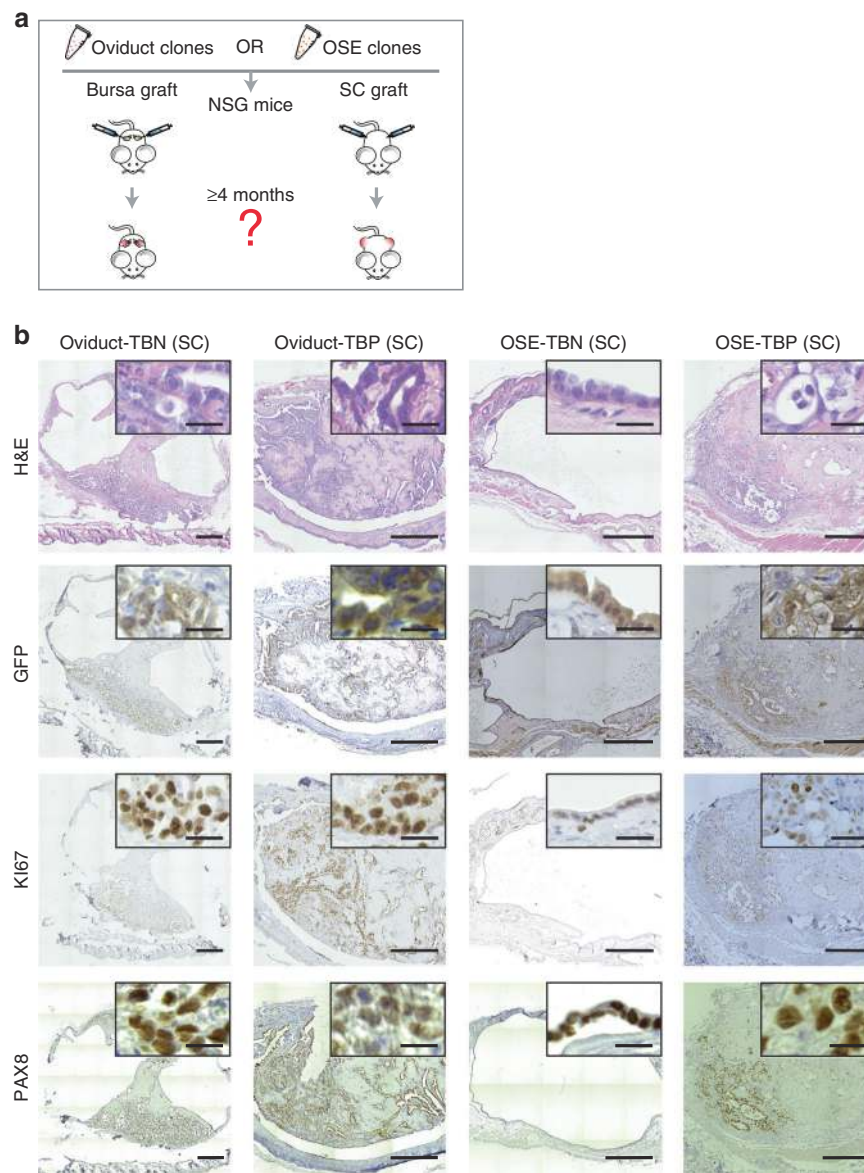 a
Oviduct clones OR OSE clones
Bursa graft SC graft
NSG mice
≥4 months
?
b
Oviduct-TBN (SC) Oviduct-TBP (SC) OSE-TBN (SC) OSE-TBP (SC)
H&E
GFP
KI67
PAX8